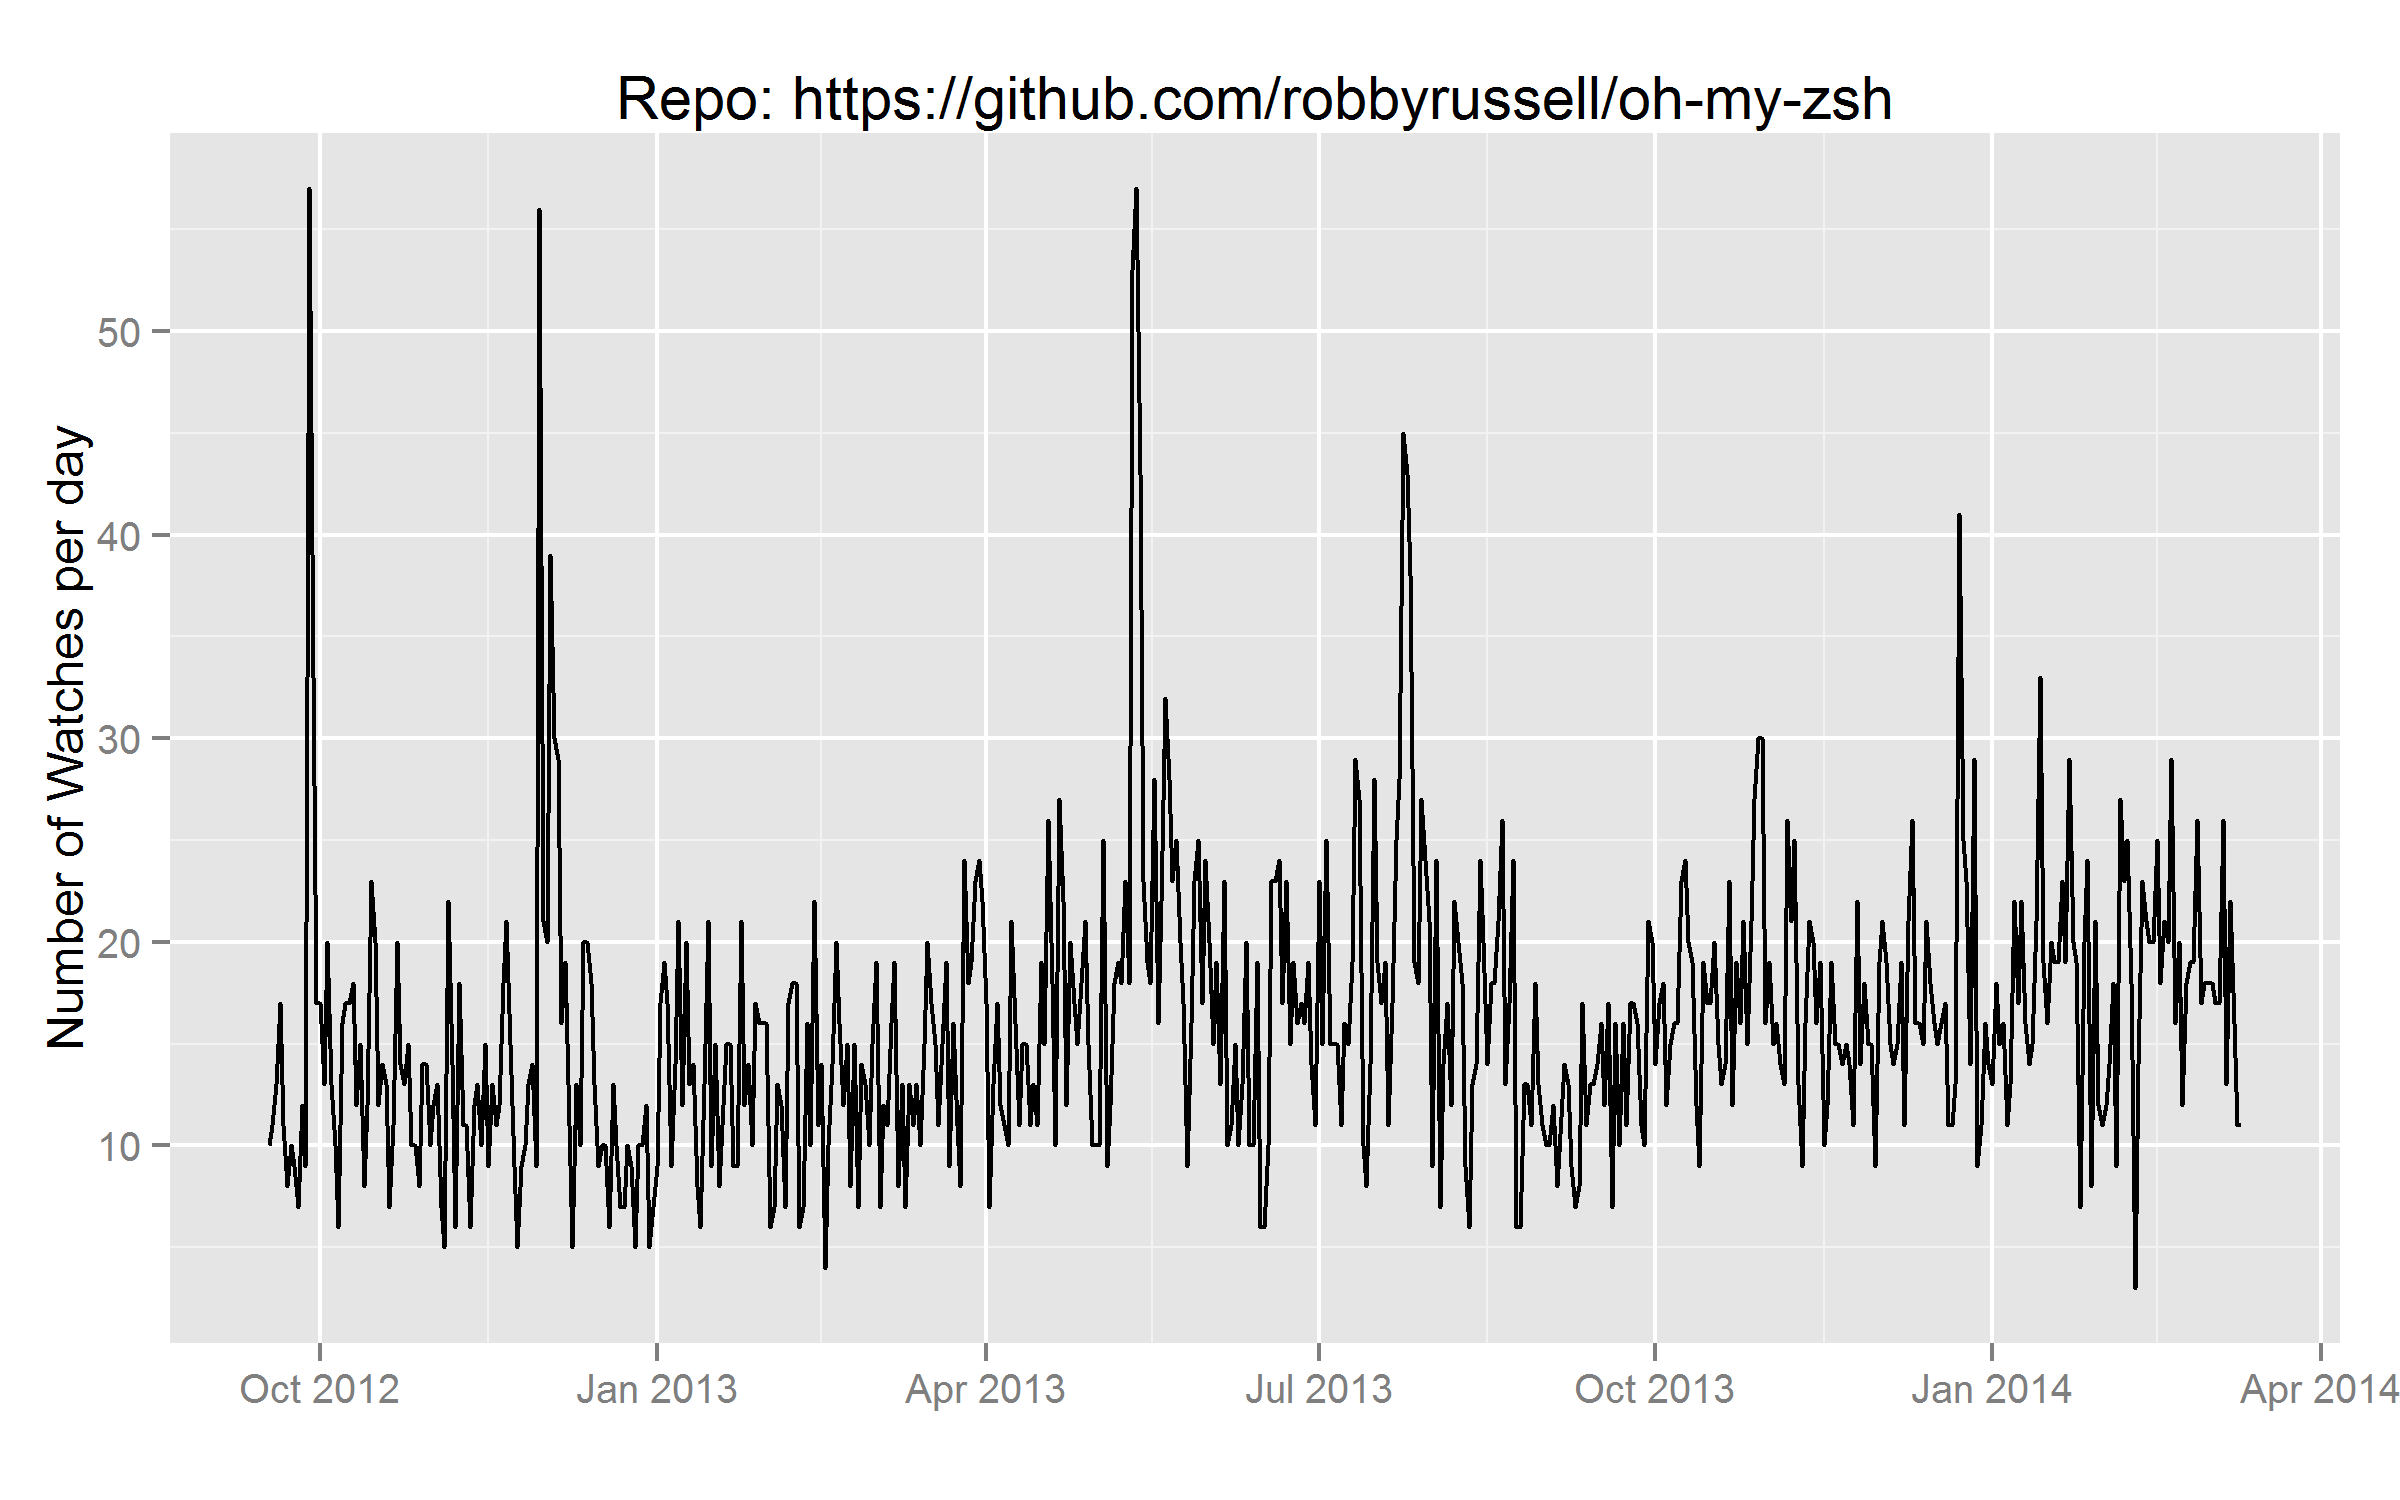 Repo: https://github.com/robbyrussell/oh-my-zsh
Number of Watches per day
50
40
30
20
10
Oct 2012
Jan 2013
Apr 2013
Jul 2013
Oct 2013
Jan 2014
Apr 2014